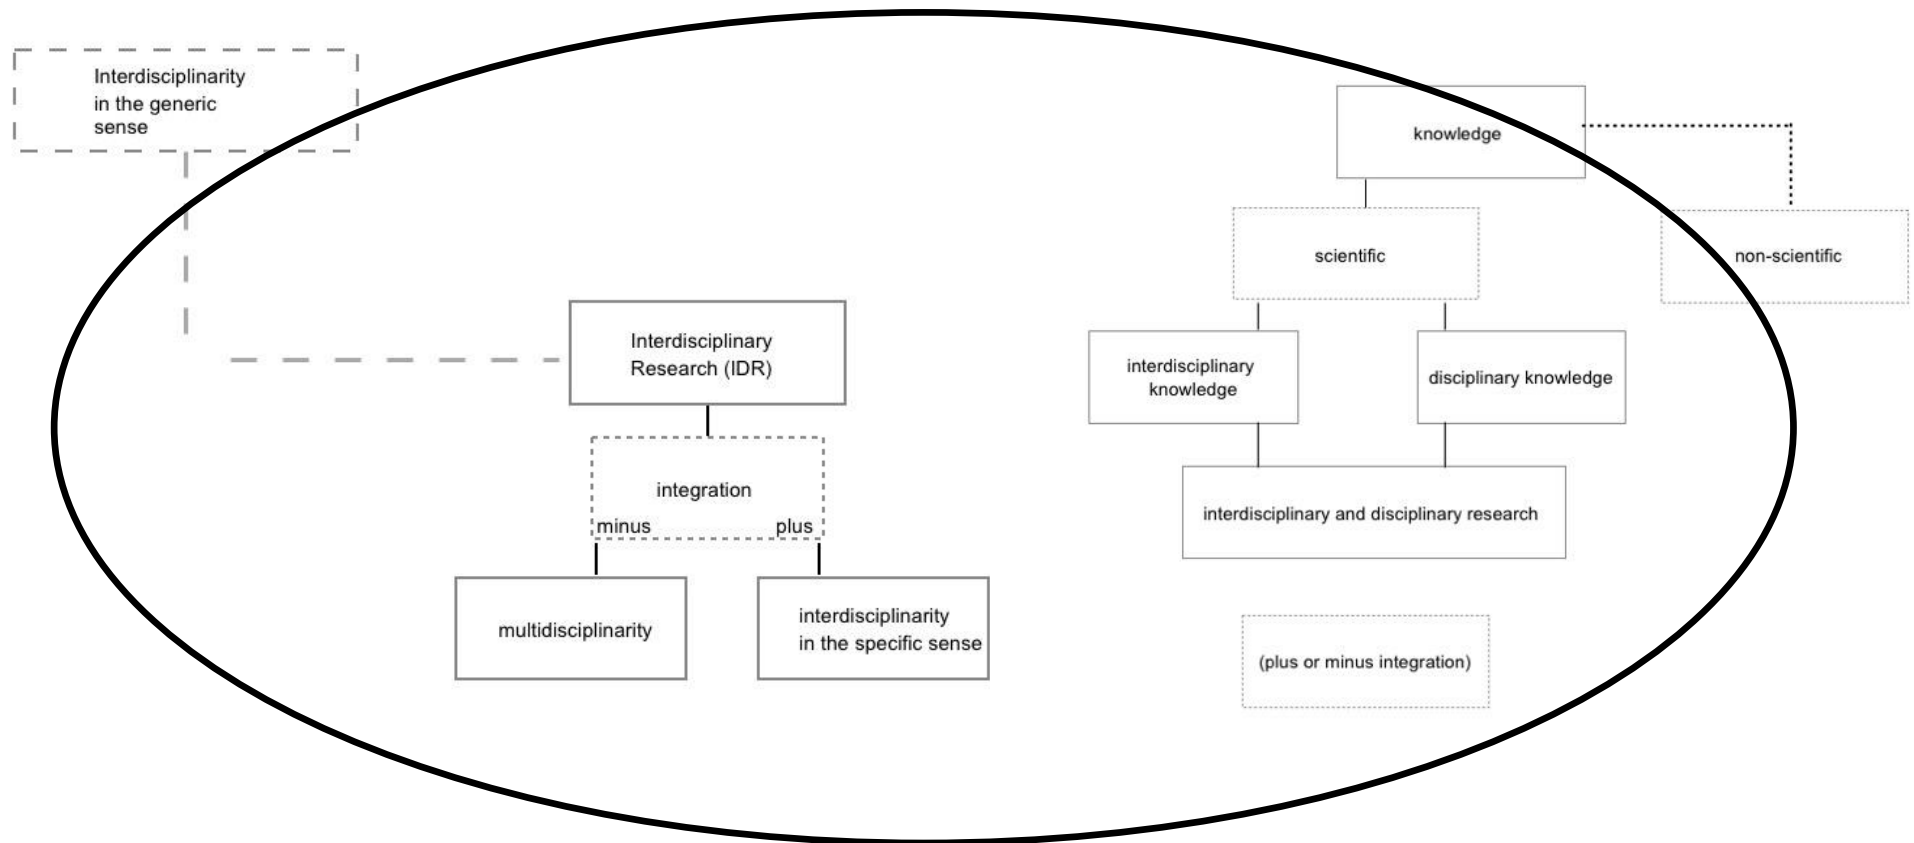 Interdisciplinarity
in the generic
sense
knowledge
scientific
non-scientific
Interdisciplinary
Research (IDR)
interdisciplinary
knowledge
disciplinary knowledge
integration
minus plus
interdisciplinary and disciplinary research
multidisciplinarity
interdisciplinarity
in the specific sense
(plus or minus integration)